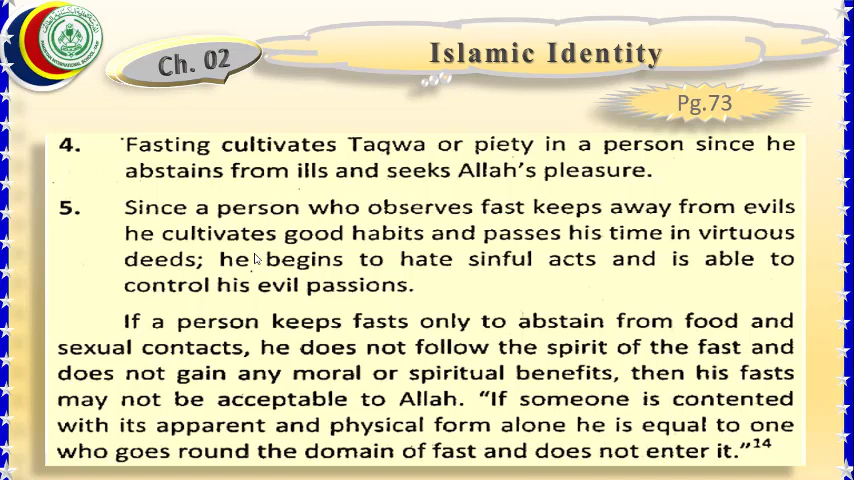 Ch. 02
Islamic Identity
Pg.73
4. Fasting cultivates Taqwa or piety in a person since he
abstains from ills and seeks Allah's pleasure.
5. Since a person who observes fast keeps away from evils
he cultivates good habits and passes his time in virtuous
deeds; he begins to hate sinful acts and is able to
control his evil passions.
If a person keeps fasts only to abstain from food and
sexual contacts, he does not follow the spirit of the fast and
does not gain any moral or spiritual benefits, then his fasts
may not be acceptable to Allah. "If someone is contented
with its apparent and physical form alone he is equal to one
who goes round the domain of fast and does not enter it."14